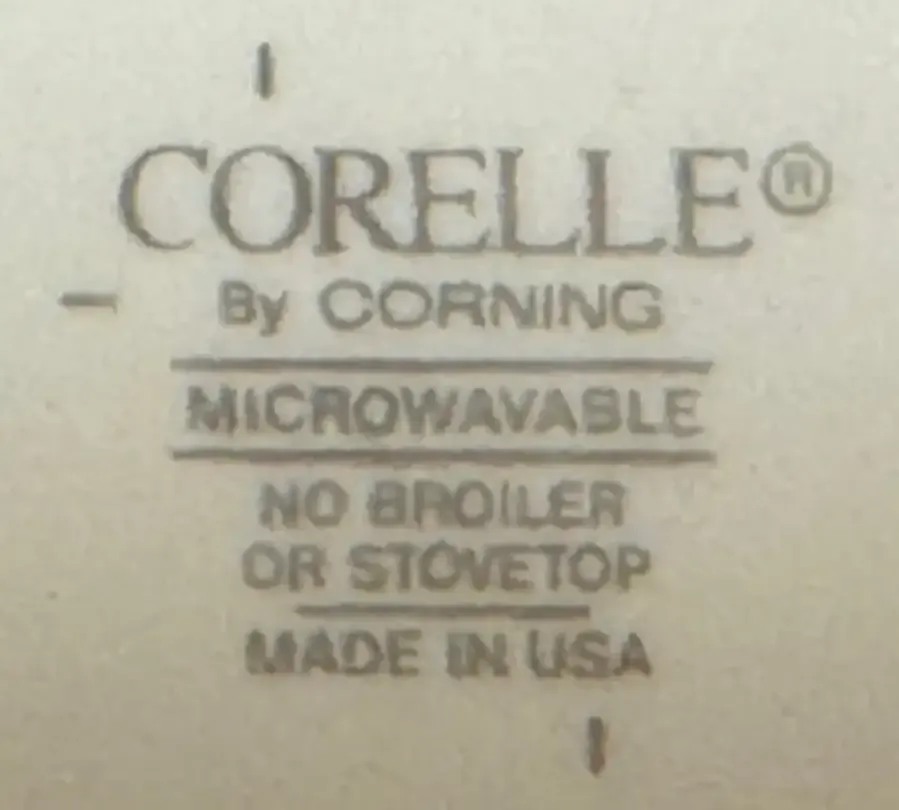 CORELLE®
By CORNING
MICROWAVABLE
NO BROILER
OR STOVETOP
MADE IN USA